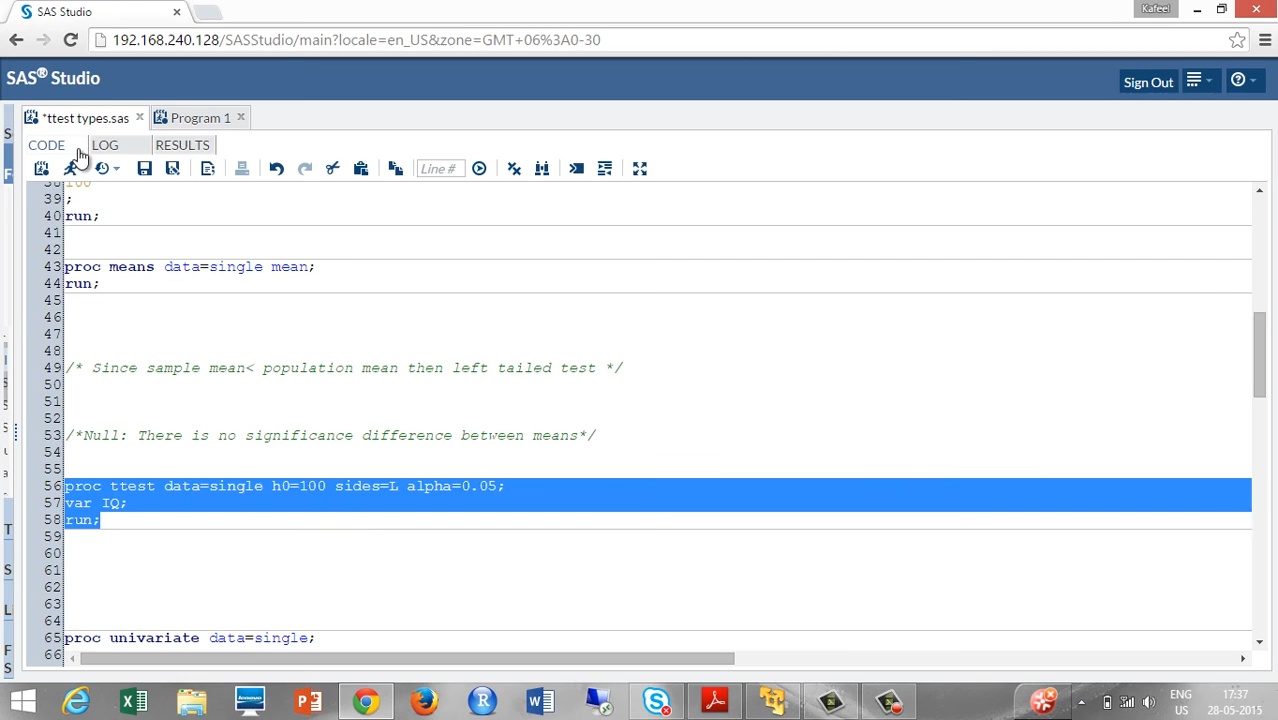 SAS Studio
Kafeel
192.168.240.128/SASStudio/main?locale=en_US&zone=GMT+06%3A0-30
SAS® Studio
Sign Out
*ttest types.sas
Program 1
CODE
LOG
RESULTS
Line #
38 100
39 ;
40 run;
41
42
43 proc means data=single mean;
44 run;
45
46
47
48
49 /* Since sample mean< population mean then left tailed test */
50
51
52
53 /*Null: There is no significance difference between means*/
54
55
56 proc ttest data=single h0=100 sides=L alpha=0.05;
57 var IQ;
58 run;
59
60
61
62
63
64
65 proc univariate data=single;
66
ENG
US
17:37
28-05-2015